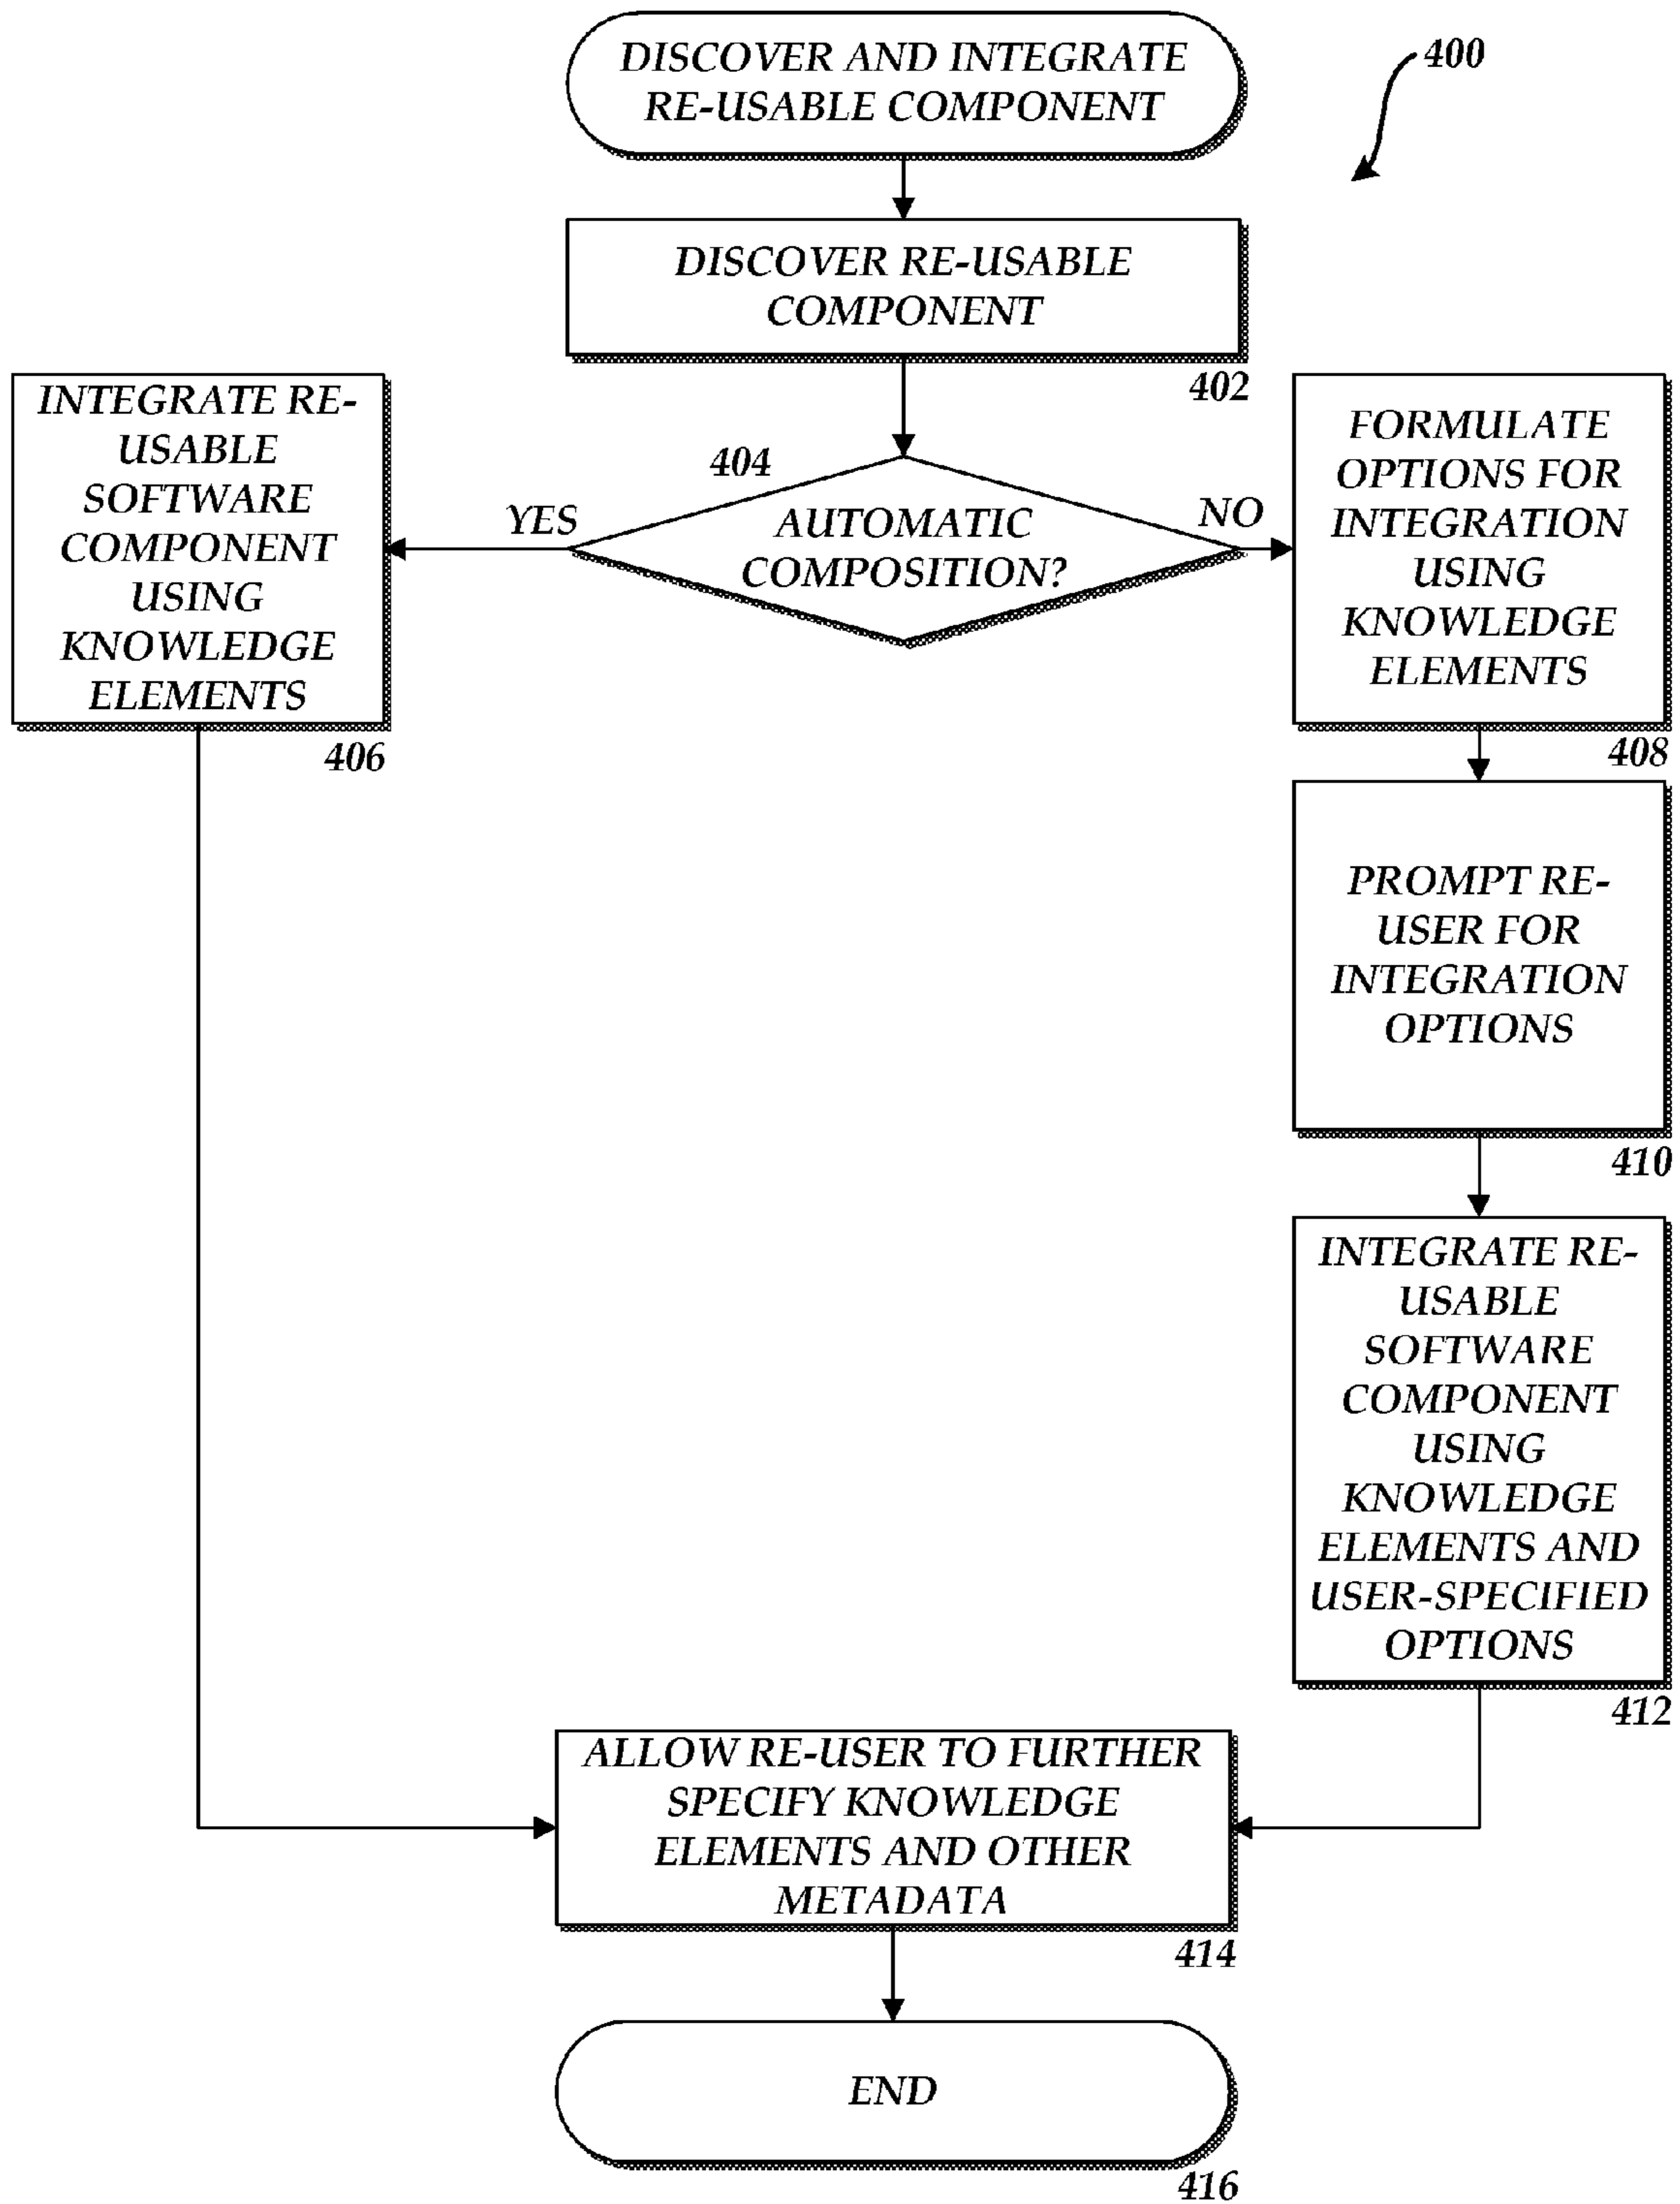 DISCOVER AND INTEGRATE
RE-USABLE COMPONENT
400
DISCOVER RE-USABLE
COMPONENT
402
404
AUTOMATIC
COMPOSITION?
YES
NO
INTEGRATE RE-
USABLE
SOFTWARE
COMPONENT
USING
KNOWLEDGE
ELEMENTS
406
FORMULATE
OPTIONS FOR
INTEGRATION
USING
KNOWLEDGE
ELEMENTS
408
PROMPT RE-
USER FOR
INTEGRATION
OPTIONS
410
INTEGRATE RE-
USABLE
SOFTWARE
COMPONENT
USING
KNOWLEDGE
ELEMENTS AND
USER-SPECIFIED
OPTIONS
412
ALLOW RE-USER TO FURTHER
SPECIFY KNOWLEDGE
ELEMENTS AND OTHER
METADATA
414
END
416